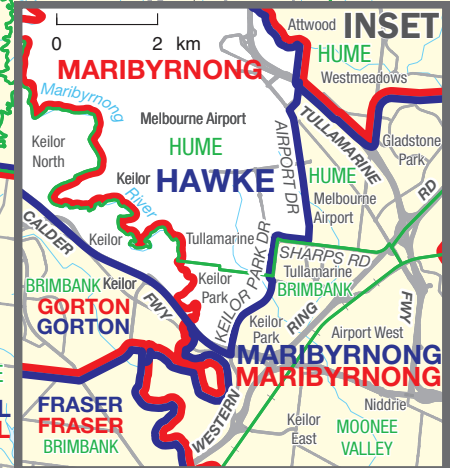 Attwood
INSET
0 2 km
HUME
MARIBYRNONG
Westmeadows
Maribyrnong
Melbourne Airport
TULLAMARINE
Keilor
North
HUME
AIRPORT DR
Gladstone
Park
Keilor
HAWKE
HUME
Melbourne
Airport
RD
River
CALDER
Keilor
Tullamarine
KEILOR PARK DR
SHARPS RD
Tullamarine
BRIMBANK
BRIMBANK
Keilor
Keilor
Park
GORTON
GORTON
FWY
FWY
Keilor
Park
RING
Airport West
MARIBYRNONG
MARIBYRNONG
FRASER
FRASER
BRIMBANK
WESTERN
Niddrie
Keilor
East
MOONEE
VALLEY